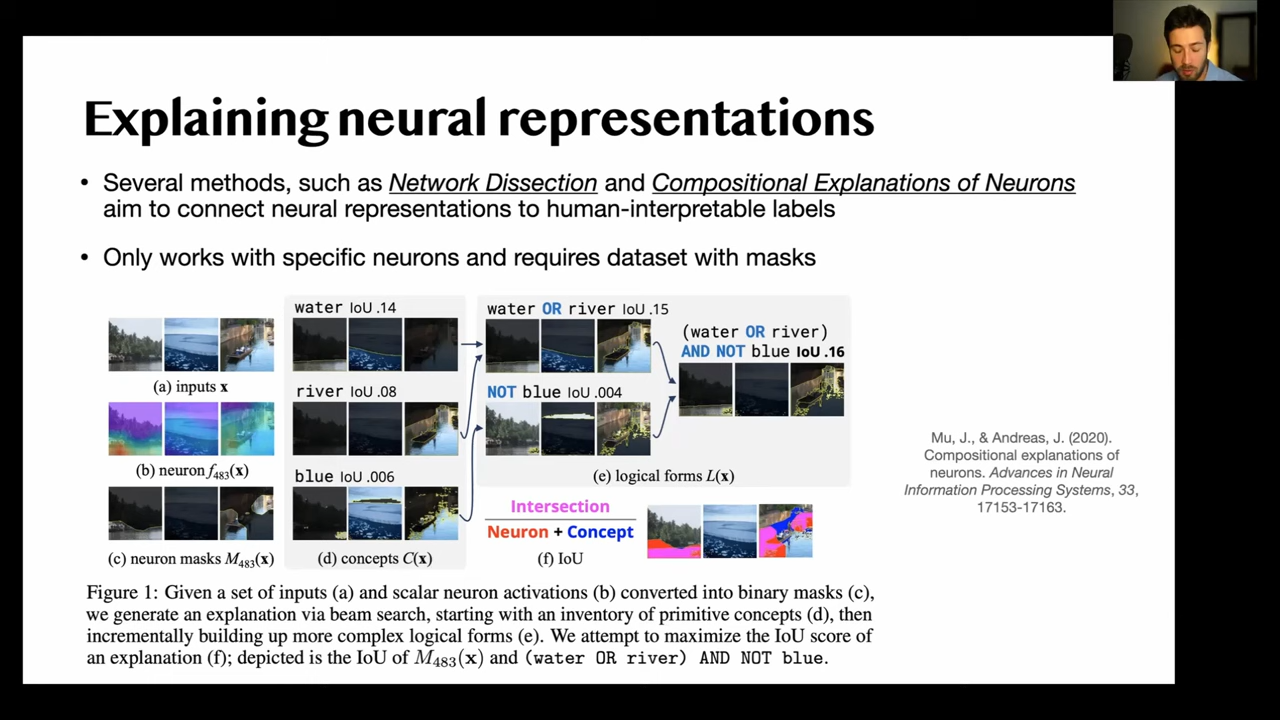 Explaining neural representations
• Several methods, such as Network Dissection and Compositional Explanations of Neurons
aim to connect neural representations to human-interpretable labels
• Only works with specific neurons and requires dataset with masks
(a) inputs x
(b) neuron f₄₈₃(x)
(c) neuron masks M₄₈₃(x)
water IoU .14
river IoU .08
blue IoU .006
(d) concepts C(x)
water OR river IoU .15
NOT blue IoU .004
(water OR river)
AND NOT blue IoU .16
(e) logical forms L(x)
Intersection
Neuron + Concept
(f) IoU
Mu, J., & Andreas, J. (2020).
Compositional explanations of
neurons. Advances in Neural
Information Processing Systems, 33,
17153-17163.
Figure 1: Given a set of inputs (a) and scalar neuron activations (b) converted into binary masks (c),
we generate an explanation via beam search, starting with an inventory of primitive concepts (d), then
incrementally building up more complex logical forms (e). We attempt to maximize the IoU score of
an explanation (f); depicted is the IoU of M₄₈₃(x) and (water OR river) AND NOT blue.